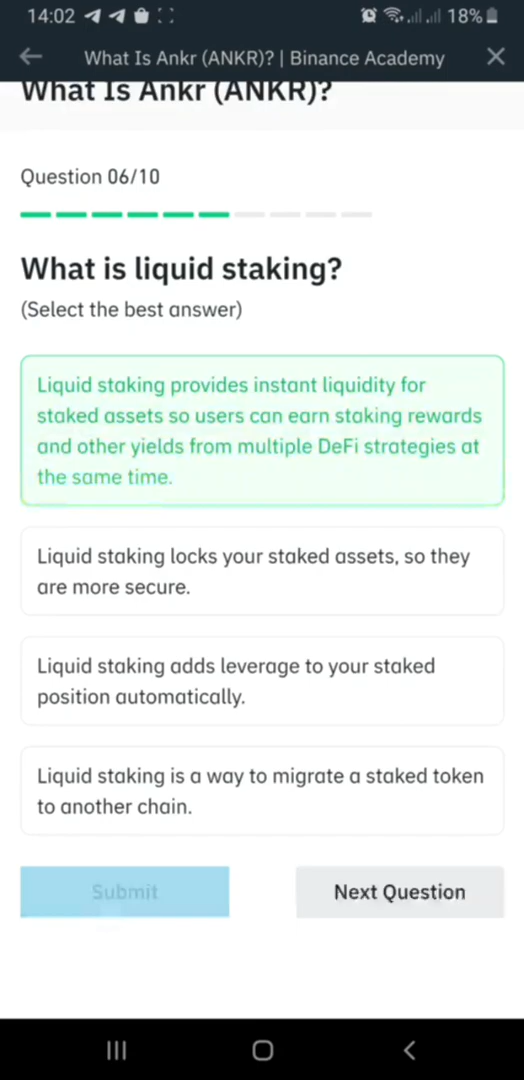 14:02
18%
What Is Ankr (ANKR)? | Binance Academy
What Is Ankr (ANKR)?
Question 06/10
What is liquid staking?
(Select the best answer)
Liquid staking provides instant liquidity for
staked assets so users can earn staking rewards
and other yields from multiple DeFi strategies at
the same time.
Liquid staking locks your staked assets, so they
are more secure.
Liquid staking adds leverage to your staked
position automatically.
Liquid staking is a way to migrate a staked token
to another chain.
Submit
Next Question